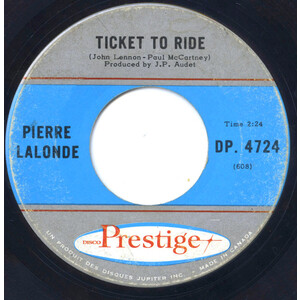 TICKET TO RIDE
(John Lennon - Paul McCartney)
Produced by J.P. Audet
Time 2:24
PIERRE
LALONDE
DP. 4724
(608)
DISCO Prestige
UN PRODUIT DES DISQUES JUPITER INC. - MADE IN CANADA